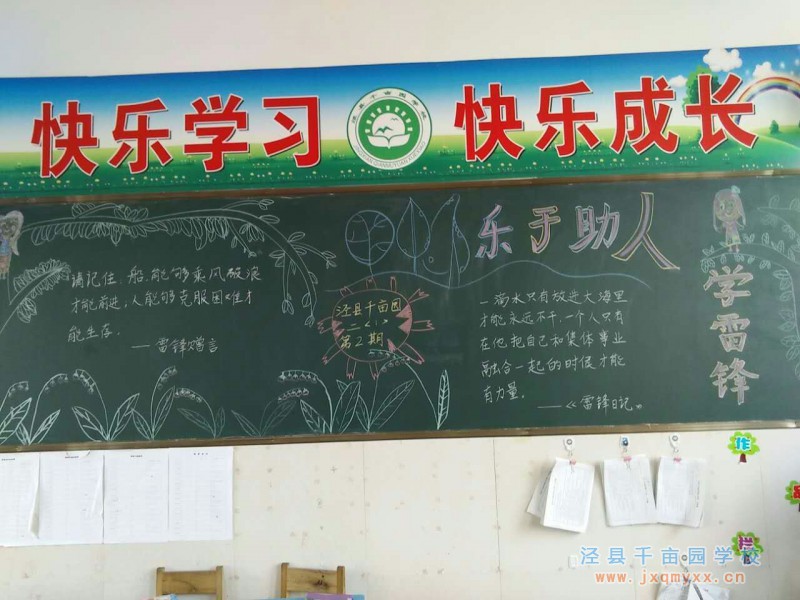 快乐学习
快乐成长
请记住,船能够乘风破浪
才能前进,人能够克服困难才
能生存。
——雷锋赠言
泾县千亩园
二<1>
第2期
乐于助人
一滴水只有放进大海里
才能永远不干,一个人只有
在他把自己和集体事业
融合一起的时候才能
有力量。
——《雷锋日记》
学雷锋
作
品
栏
泾县千亩园学校
www.jxqmyxx.cn